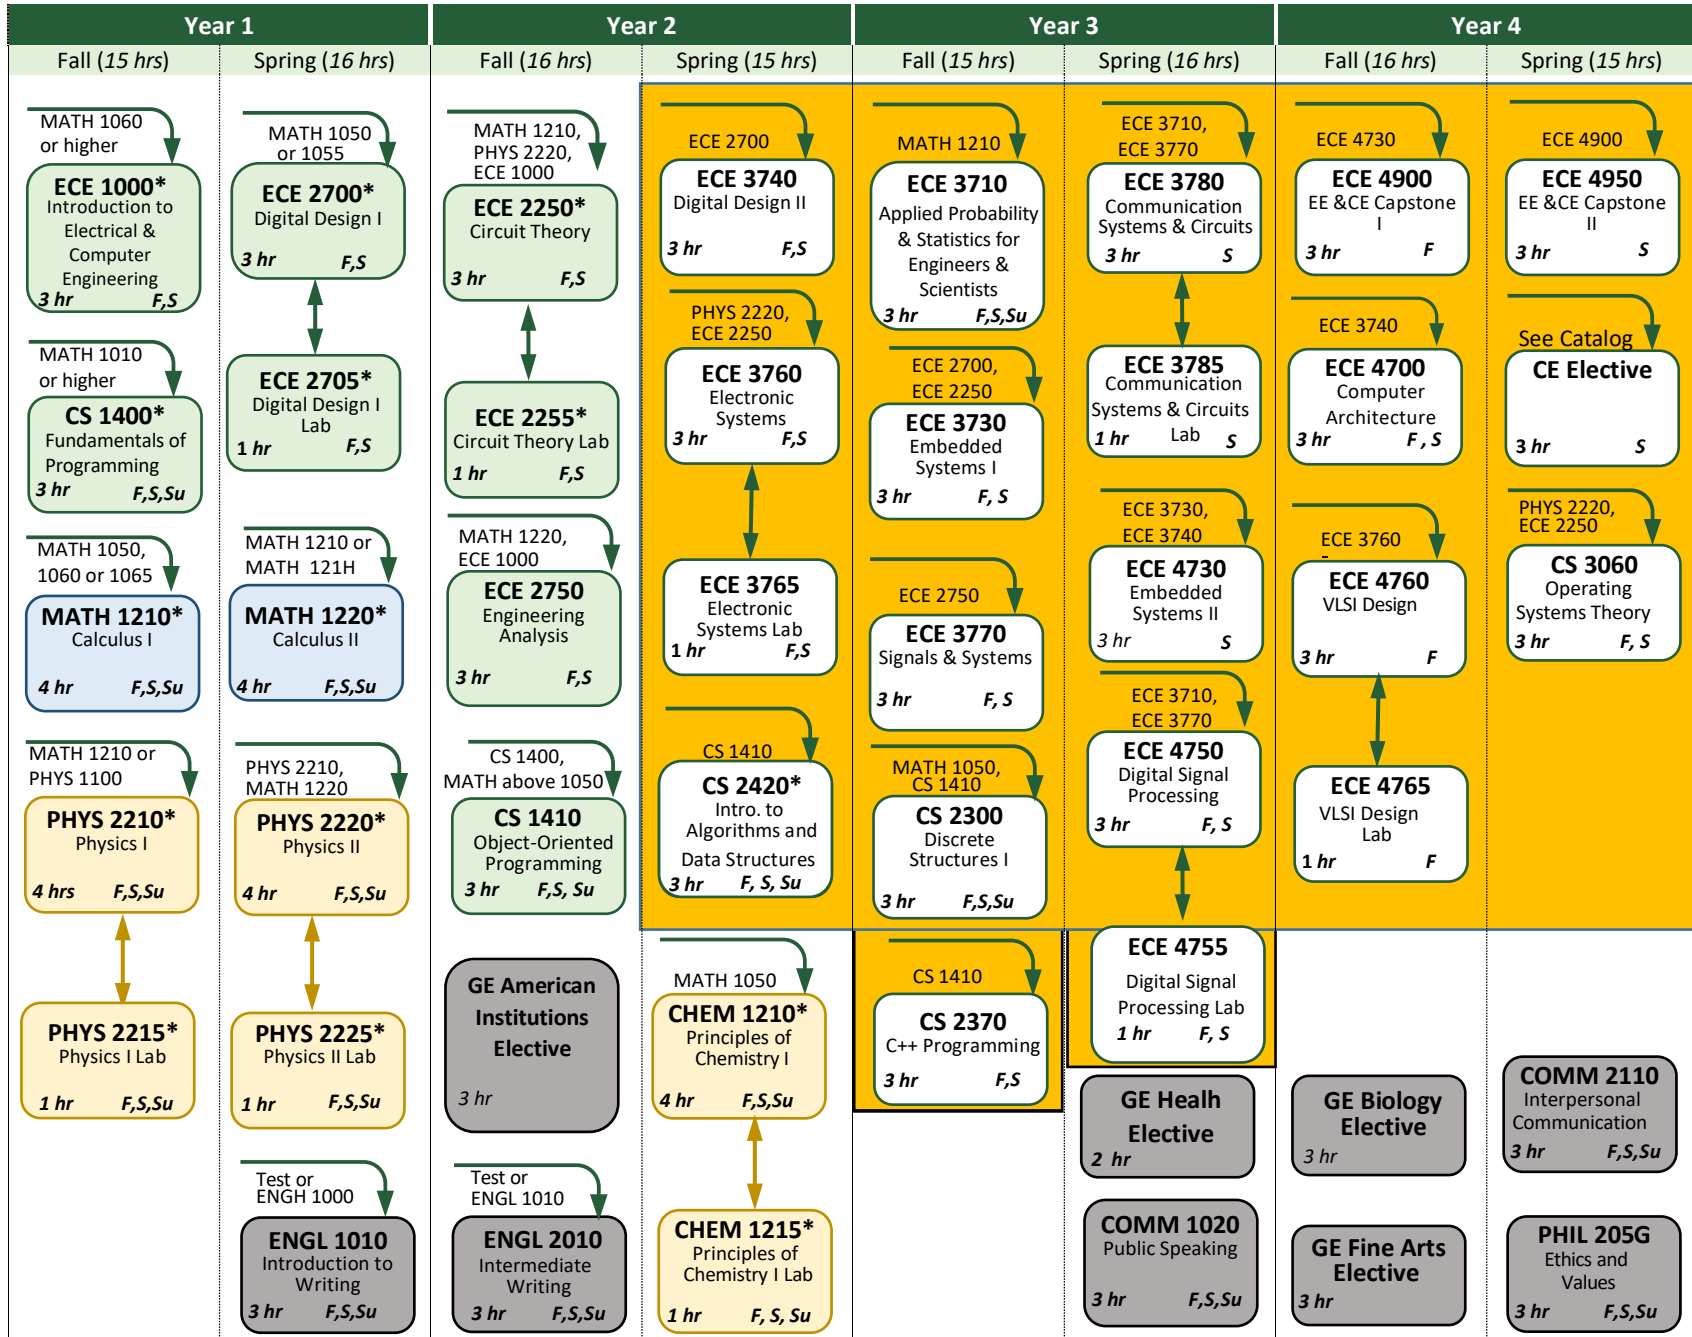 Year 1
Year 2
Year 3
Year 4
Fall (15 hrs)
Spring (16 hrs)
Fall (16 hrs)
Spring (15 hrs)
Fall (15 hrs)
Spring (16 hrs)
Fall (16 hrs)
Spring (15 hrs)
MATH 1060
or higher
ECE 1000*
Introduction to
Electrical &
Computer
Engineering
3 hr F,S
MATH 1010
or higher
CS 1400*
Fundamentals of
Programming
3 hr F,S,Su
MATH 1050,
1060 or 1065
MATH 1210*
Calculus I
4 hr F,S,Su
MATH 1210 or
PHYS 1100
PHYS 2210*
Physics I
4 hrs F,S,Su
PHYS 2215*
Physics I Lab
1 hr F,S,Su
MATH 1050
or 1055
ECE 2700*
Digital Design I
3 hr F,S
ECE 2705*
Digital Design I
Lab
1 hr F,S
MATH 1210 or
MATH 121H
MATH 1220*
Calculus II
4 hr F,S,Su
PHYS 2210,
MATH 1220
PHYS 2220*
Physics II
4 hr F,S,Su
PHYS 2225*
Physics II Lab
1 hr F,S,Su
Test or
ENGH 1000
ENGL 1010
Introduction to
Writing
3 hr F,S,Su
MATH 1210,
PHYS 2220,
ECE 1000
ECE 2250*
Circuit Theory
3 hr F,S
ECE 2255*
Circuit Theory Lab
1 hr F,S
MATH 1220,
ECE 1000
ECE 2750
Engineering
Analysis
3 hr F,S
CS 1400,
MATH above 1050
CS 1410
Object-Oriented
Programming
3 hr F,S, Su
GE American
Institutions
Elective
3 hr
Test or
ENGL 1010
ENGL 2010
Intermediate
Writing
3 hr F,S,Su
ECE 2700
ECE 3740
Digital Design II
3 hr F,S
PHYS 2220,
ECE 2250
ECE 3760
Electronic
Systems
3 hr F,S
ECE 3765
Electronic
Systems Lab
1 hr F,S
CS 1410
CS 2420*
Intro. to
Algorithms and
Data Structures
3 hr F, S, Su
MATH 1050
CHEM 1210*
Principles of
Chemistry I
4 hr F,S,Su
CHEM 1215*
Principles of
Chemistry I Lab
1 hr F, S, Su
MATH 1210
ECE 3710
Applied Probability
& Statistics for
Engineers &
Scientists
3 hr F,S,Su
ECE 2700,
ECE 2250
ECE 3730
Embedded
Systems I
3 hr F, S
ECE 2750
ECE 3770
Signals & Systems
3 hr F, S
MATH 1050,
CS 1410
CS 2300
Discrete
Structures I
3 hr F,S,Su
CS 1410
CS 2370
C++ Programming
3 hr F,S
ECE 3710,
ECE 3770
ECE 3780
Communication
Systems & Circuits
3 hr S
ECE 3785
Communication
Systems & Circuits
Lab
1 hr S
ECE 3730,
ECE 3740
ECE 4730
Embedded
Systems II
3 hr S
ECE 3710,
ECE 3770
ECE 4750
Digital Signal
Processing
3 hr F, S
ECE 4755
Digital Signal
Processing Lab
1 hr F, S
GE Healh
Elective
2 hr
COMM 1020
Public Speaking
3 hr F,S,Su
ECE 4730
ECE 4900
EE &CE Capstone
I
3 hr F
ECE 3740
ECE 4700
Computer
Architecture
3 hr F , S
ECE 3760
ECE 4760
VLSI Design
3 hr F
ECE 4765
VLSI Design
Lab
1 hr F
GE Biology
Elective
3 hr
GE Fine Arts
Elective
3 hr
ECE 4900
ECE 4950
EE &CE Capstone
II
3 hr S
See Catalog
CE Elective
3 hr S
PHYS 2220,
ECE 2250
CS 3060
Operating
Systems Theory
3 hr F, S
COMM 2110
Interpersonal
Communication
3 hr F,S,Su
PHIL 205G
Ethics and
Values
3 hr F,S,Su